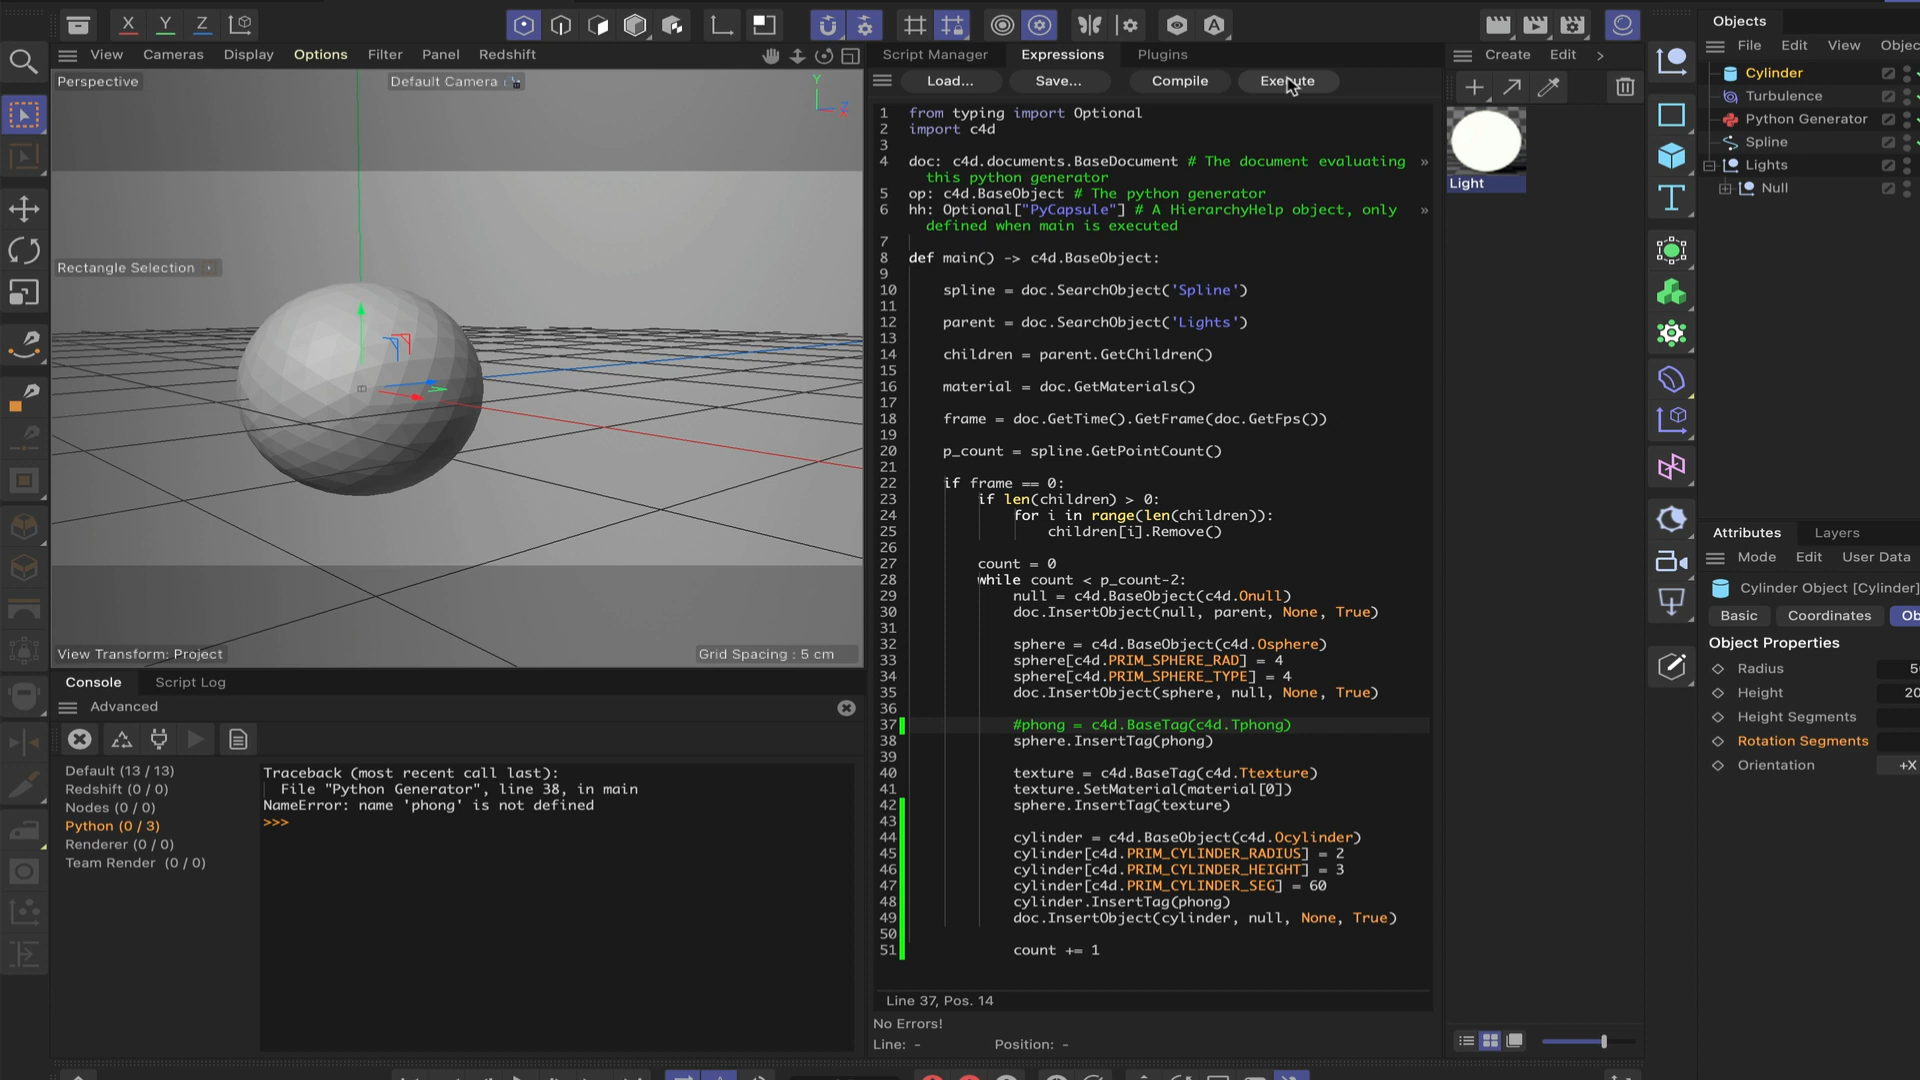 X Y Z
View Cameras Display Options Filter Panel Redshift
Perspective
Default Camera
Y
Z
X
Rectangle Selection
View Transform: Project
Grid Spacing : 5 cm
Console Script Log
Advanced
Default (13 / 13)
Redshift (0 / 0)
Nodes (0 / 0)
Python (0 / 3)
Renderer (0 / 0)
Team Render (0 / 0)
Traceback (most recent call last):
File "Python Generator", line 38, in main
NameError: name 'phong' is not defined
>>>
Script Manager Expressions Plugins
Load... Save... Compile Execute
1 from typing import Optional
2 import c4d
3
4 doc: c4d.documents.BaseDocument # The document evaluating »
this python generator
5 op: c4d.BaseObject # The python generator
6 hh: Optional["PyCapsule"] # A HierarchyHelp object, only »
defined when main is executed
7
8 def main() -> c4d.BaseObject:
9
10 spline = doc.SearchObject('Spline')
11
12 parent = doc.SearchObject('Lights')
13
14 children = parent.GetChildren()
15
16 material = doc.GetMaterials()
17
18 frame = doc.GetTime().GetFrame(doc.GetFps())
19
20 p_count = spline.GetPointCount()
21
22 if frame == 0:
23 if len(children) > 0:
24 for i in range(len(children)):
25 children[i].Remove()
26
27 count = 0
28 while count < p_count-2:
29 null = c4d.BaseObject(c4d.Onull)
30 doc.InsertObject(null, parent, None, True)
31
32 sphere = c4d.BaseObject(c4d.Osphere)
33 sphere[c4d.PRIM_SPHERE_RAD] = 4
34 sphere[c4d.PRIM_SPHERE_TYPE] = 4
35 doc.InsertObject(sphere, null, None, True)
36
37 #phong = c4d.BaseTag(c4d.Tphong)
38 sphere.InsertTag(phong)
39
40 texture = c4d.BaseTag(c4d.Ttexture)
41 texture.SetMaterial(material[0])
42 sphere.InsertTag(texture)
43
44 cylinder = c4d.BaseObject(c4d.Ocylinder)
45 cylinder[c4d.PRIM_CYLINDER_RADIUS] = 2
46 cylinder[c4d.PRIM_CYLINDER_HEIGHT] = 3
47 cylinder[c4d.PRIM_CYLINDER_SEG] = 60
48 cylinder.InsertTag(phong)
49 doc.InsertObject(cylinder, null, None, True)
50
51 count += 1
Line 37, Pos. 14
No Errors!
Line: - Position: -
Create Edit >
Light
Objects
File Edit View Objec
Cylinder
Turbulence
Python Generator
Spline
Lights
Null
Attributes Layers
Mode Edit User Data
Cylinder Object [Cylinder]
Basic Coordinates Ob
Object Properties
Radius 5
Height 20
Height Segments
Rotation Segments
Orientation +X